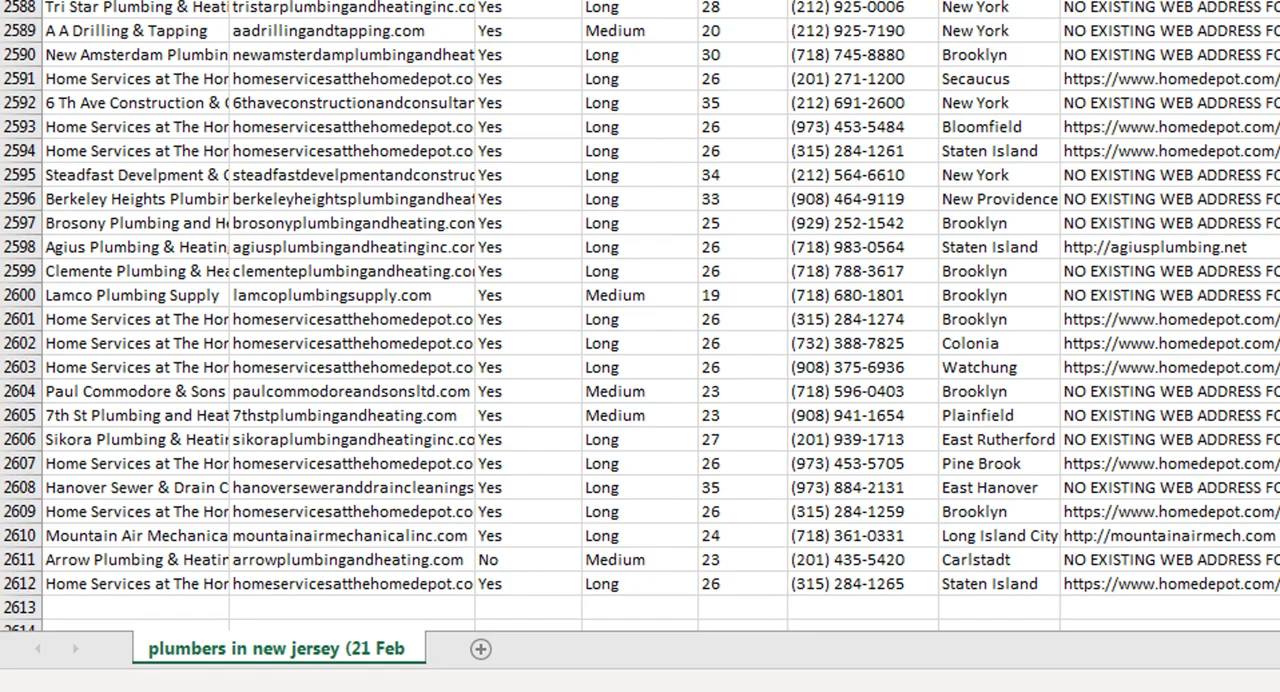 2588 Tri Star Plumbing & Heati tristarplumbingandheatinginc.co Yes Long 28 (212) 925-0006 New York NO EXISTING WEB ADDRESS FO
2589 A A Drilling & Tapping aadrillingandtapping.com Yes Medium 20 (212) 925-7190 New York NO EXISTING WEB ADDRESS FO
2590 New Amsterdam Plumbin newamsterdamplumbingandheat Yes Long 30 (718) 745-8880 Brooklyn NO EXISTING WEB ADDRESS FO
2591 Home Services at The Hor homeservicesatthehomedepot.co Yes Long 26 (201) 271-1200 Secaucus https://www.homedepot.com/
2592 6 Th Ave Construction & C 6thaveconstructionandconsultan Yes Long 35 (212) 691-2600 New York NO EXISTING WEB ADDRESS FO
2593 Home Services at The Hor homeservicesatthehomedepot.co Yes Long 26 (973) 453-5484 Bloomfield https://www.homedepot.com/
2594 Home Services at The Hor homeservicesatthehomedepot.co Yes Long 26 (315) 284-1261 Staten Island https://www.homedepot.com/
2595 Steadfast Develpment & C steadfastdevelpmentandconstruc Yes Long 34 (212) 564-6610 New York NO EXISTING WEB ADDRESS FO
2596 Berkeley Heights Plumbin berkeleyheightsplumbingandheat Yes Long 33 (908) 464-9119 New Providence NO EXISTING WEB ADDRESS FO
2597 Brosony Plumbing and He brosonyplumbingandheating.com Yes Long 25 (929) 252-1542 Brooklyn NO EXISTING WEB ADDRESS FO
2598 Agius Plumbing & Heating agiusplumbingandheatinginc.com Yes Long 26 (718) 983-0564 Staten Island http://agiusplumbing.net
2599 Clemente Plumbing & Hea clementeplumbingandheating.co Yes Long 26 (718) 788-3617 Brooklyn NO EXISTING WEB ADDRESS FO
2600 Lamco Plumbing Supply lamcoplumbingsupply.com Yes Medium 19 (718) 680-1801 Brooklyn NO EXISTING WEB ADDRESS FO
2601 Home Services at The Hor homeservicesatthehomedepot.co Yes Long 26 (315) 284-1274 Brooklyn https://www.homedepot.com/
2602 Home Services at The Hor homeservicesatthehomedepot.co Yes Long 26 (732) 388-7825 Colonia https://www.homedepot.com/
2603 Home Services at The Hor homeservicesatthehomedepot.co Yes Long 26 (908) 375-6936 Watchung https://www.homedepot.com/
2604 Paul Commodore & Sons paulcommodoreandsonsltd.com Yes Medium 23 (718) 596-0403 Brooklyn NO EXISTING WEB ADDRESS FO
2605 7th St Plumbing and Heat 7thstplumbingandheating.com Yes Medium 23 (908) 941-1654 Plainfield NO EXISTING WEB ADDRESS FO
2606 Sikora Plumbing & Heatin sikoraplumbingandheatinginc.co Yes Long 27 (201) 939-1713 East Rutherford NO EXISTING WEB ADDRESS FO
2607 Home Services at The Hor homeservicesatthehomedepot.co Yes Long 26 (973) 453-5705 Pine Brook https://www.homedepot.com/
2608 Hanover Sewer & Drain C hanoverseweranddraincleanings Yes Long 35 (973) 884-2131 East Hanover NO EXISTING WEB ADDRESS FO
2609 Home Services at The Hor homeservicesatthehomedepot.co Yes Long 26 (315) 284-1259 Brooklyn https://www.homedepot.com/
2610 Mountain Air Mechanica mountainairmechanicalinc.com Yes Long 24 (718) 361-0331 Long Island City http://mountainairmech.com
2611 Arrow Plumbing & Heatin arrowplumbingandheating.com No Medium 23 (201) 435-5420 Carlstadt NO EXISTING WEB ADDRESS FO
2612 Home Services at The Hor homeservicesatthehomedepot.co Yes Long 26 (315) 284-1265 Staten Island https://www.homedepot.com/
2613
2614
plumbers in new jersey (21 Feb